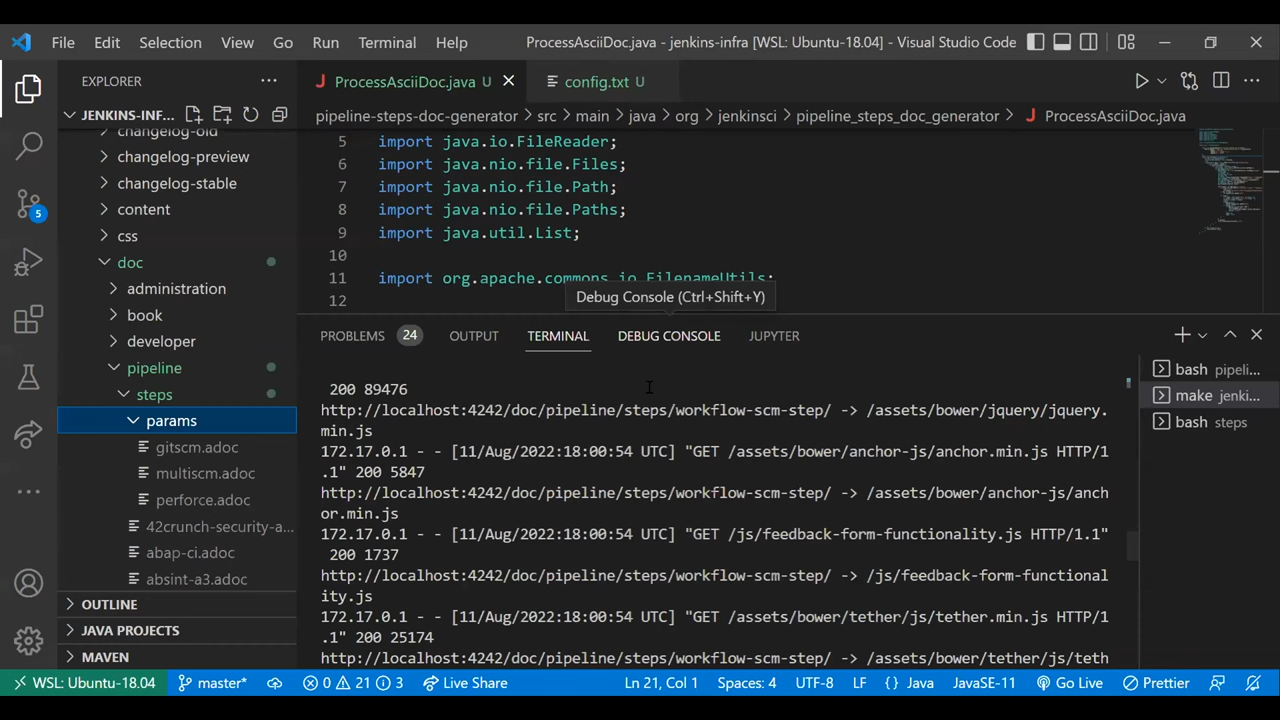 File Edit Selection View Go Run Terminal Help ProcessAsciiDoc.java - jenkins-infra [WSL: Ubuntu-18.04] - Visual Studio Code
EXPLORER
JENKINS-INF...
changelog-old
changelog-preview
changelog-stable
content
css
doc
administration
book
developer
pipeline
steps
params
gitscm.adoc
multiscm.adoc
perforce.adoc
42crunch-security-a...
abap-ci.adoc
absint-a3.adoc
OUTLINE
JAVA PROJECTS
MAVEN
5
J ProcessAsciiDoc.java U
config.txt U
pipeline-steps-doc-generator > src > main > java > org > jenkinsci > pipeline_steps_doc_generator > J ProcessAsciiDoc.java
5 import java.io.FileReader;
6 import java.nio.file.Files;
7 import java.nio.file.Path;
8 import java.nio.file.Paths;
9 import java.util.List;
10
11 import org.apache.commons.io.FilenameUtils;
12
Debug Console (Ctrl+Shift+Y)
PROBLEMS 24 OUTPUT TERMINAL DEBUG CONSOLE JUPYTER
200 89476
http://localhost:4242/doc/pipeline/steps/workflow-scm-step/ -> /assets/bower/jquery/jquery.
min.js
172.17.0.1 - - [11/Aug/2022:18:00:54 UTC] "GET /assets/bower/anchor-js/anchor.min.js HTTP/1
.1" 200 5847
http://localhost:4242/doc/pipeline/steps/workflow-scm-step/ -> /assets/bower/anchor-js/anch
or.min.js
172.17.0.1 - - [11/Aug/2022:18:00:54 UTC] "GET /js/feedback-form-functionality.js HTTP/1.1"
200 1737
http://localhost:4242/doc/pipeline/steps/workflow-scm-step/ -> /js/feedback-form-functional
ity.js
172.17.0.1 - - [11/Aug/2022:18:00:54 UTC] "GET /assets/bower/tether/js/tether.min.js HTTP/1
.1" 200 25174
http://localhost:4242/doc/pipeline/steps/workflow-scm-step/ -> /assets/bower/tether/js/teth
bash pipeli...
make jenki...
bash steps
WSL: Ubuntu-18.04 master* 0 21 3 Live Share Ln 21, Col 1 Spaces: 4 UTF-8 LF {} Java JavaSE-11 Go Live Prettier